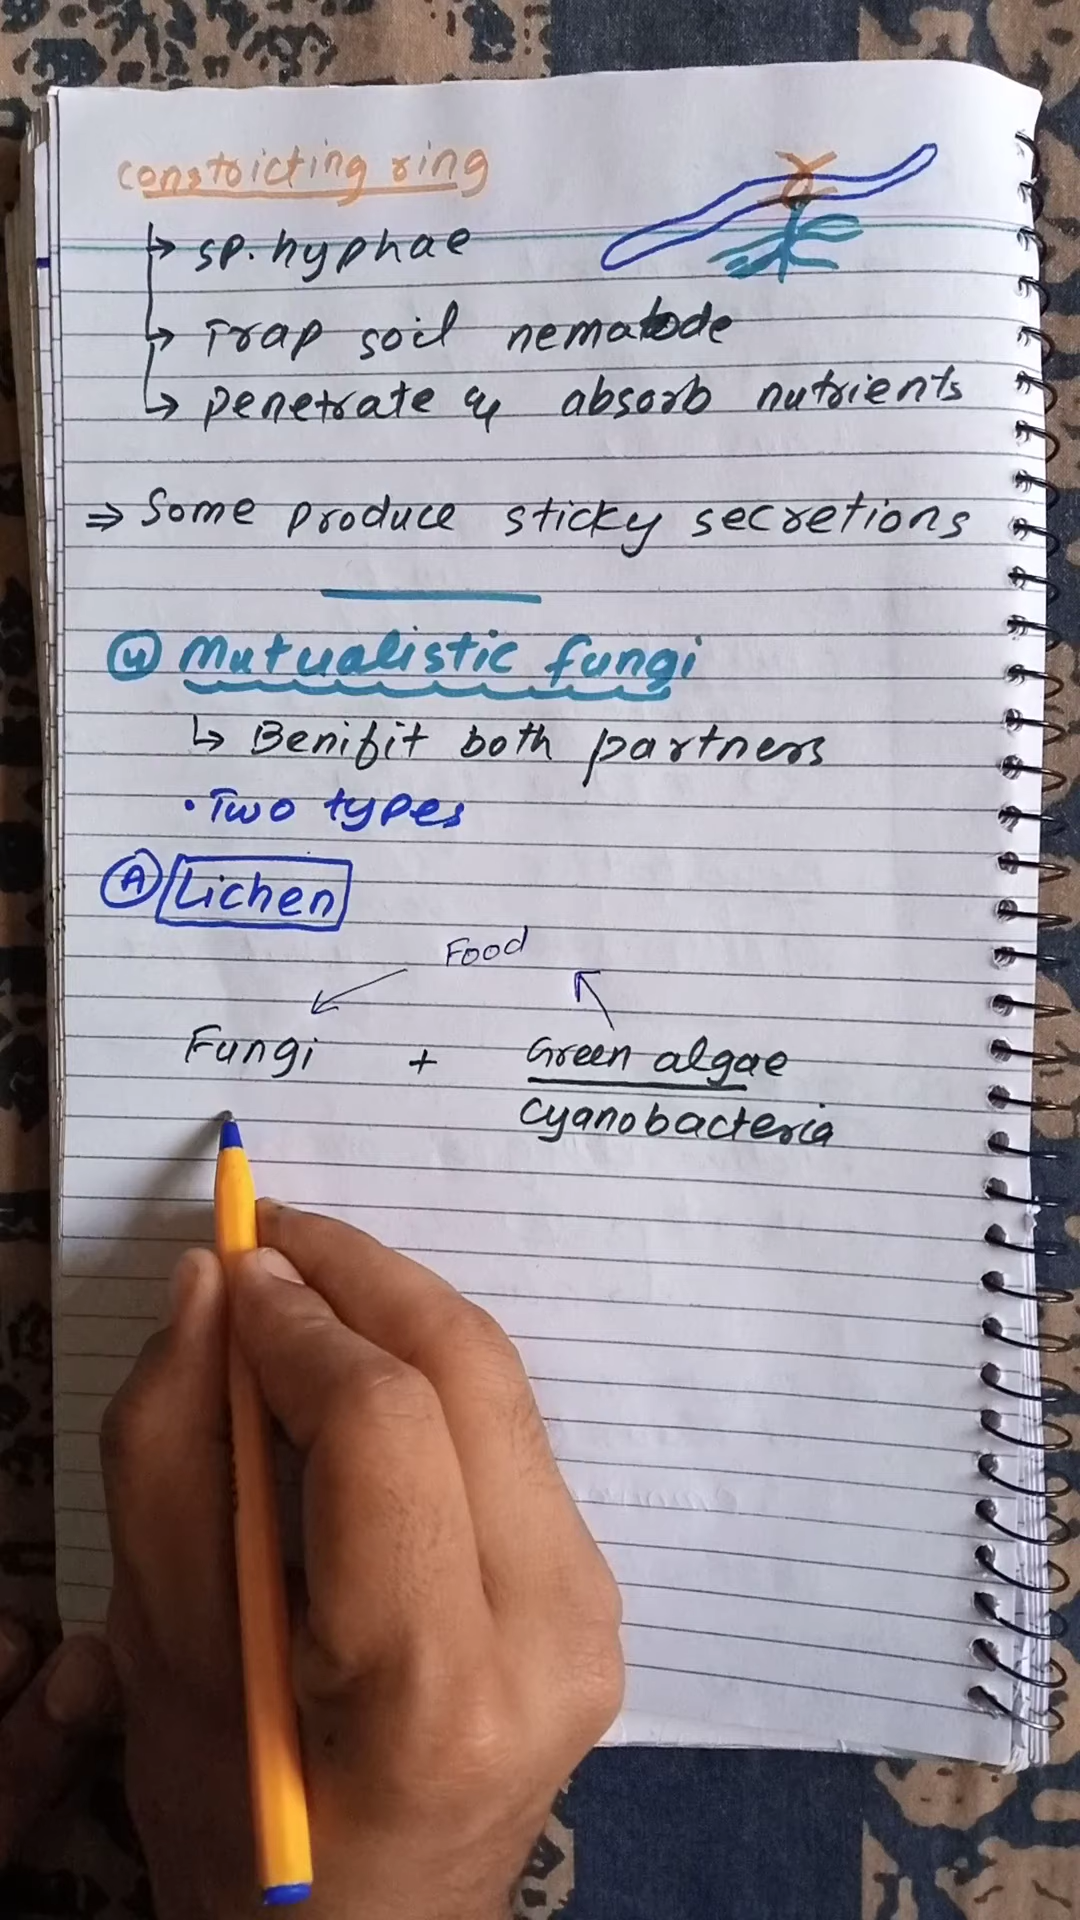 constricting ring
→ sp. hyphae
→ Trap soil nematode
↳ penetrate & absorb nutrients
⇒ Some produce sticky secretions
④ Mutualistic fungi
↳ Benifit both partners
• Two types
Ⓐ Lichen
Food
Fungi + Green algae
Cyanobacteria